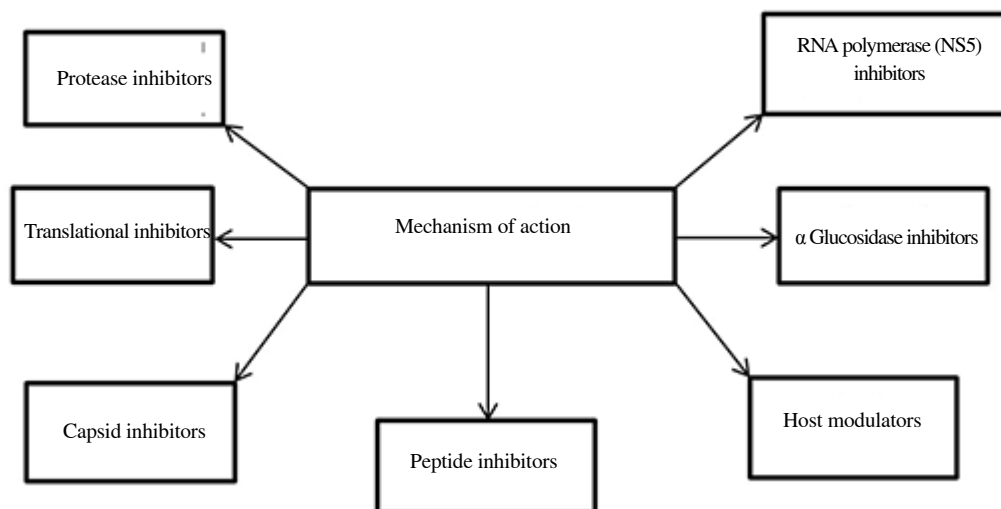 Protease inhibitors
RNA polymerase (NS5)
inhibitors
Translational inhibitors
Mechanism of action
α Glucosidase inhibitors
Capsid inhibitors
Peptide inhibitors
Host modulators